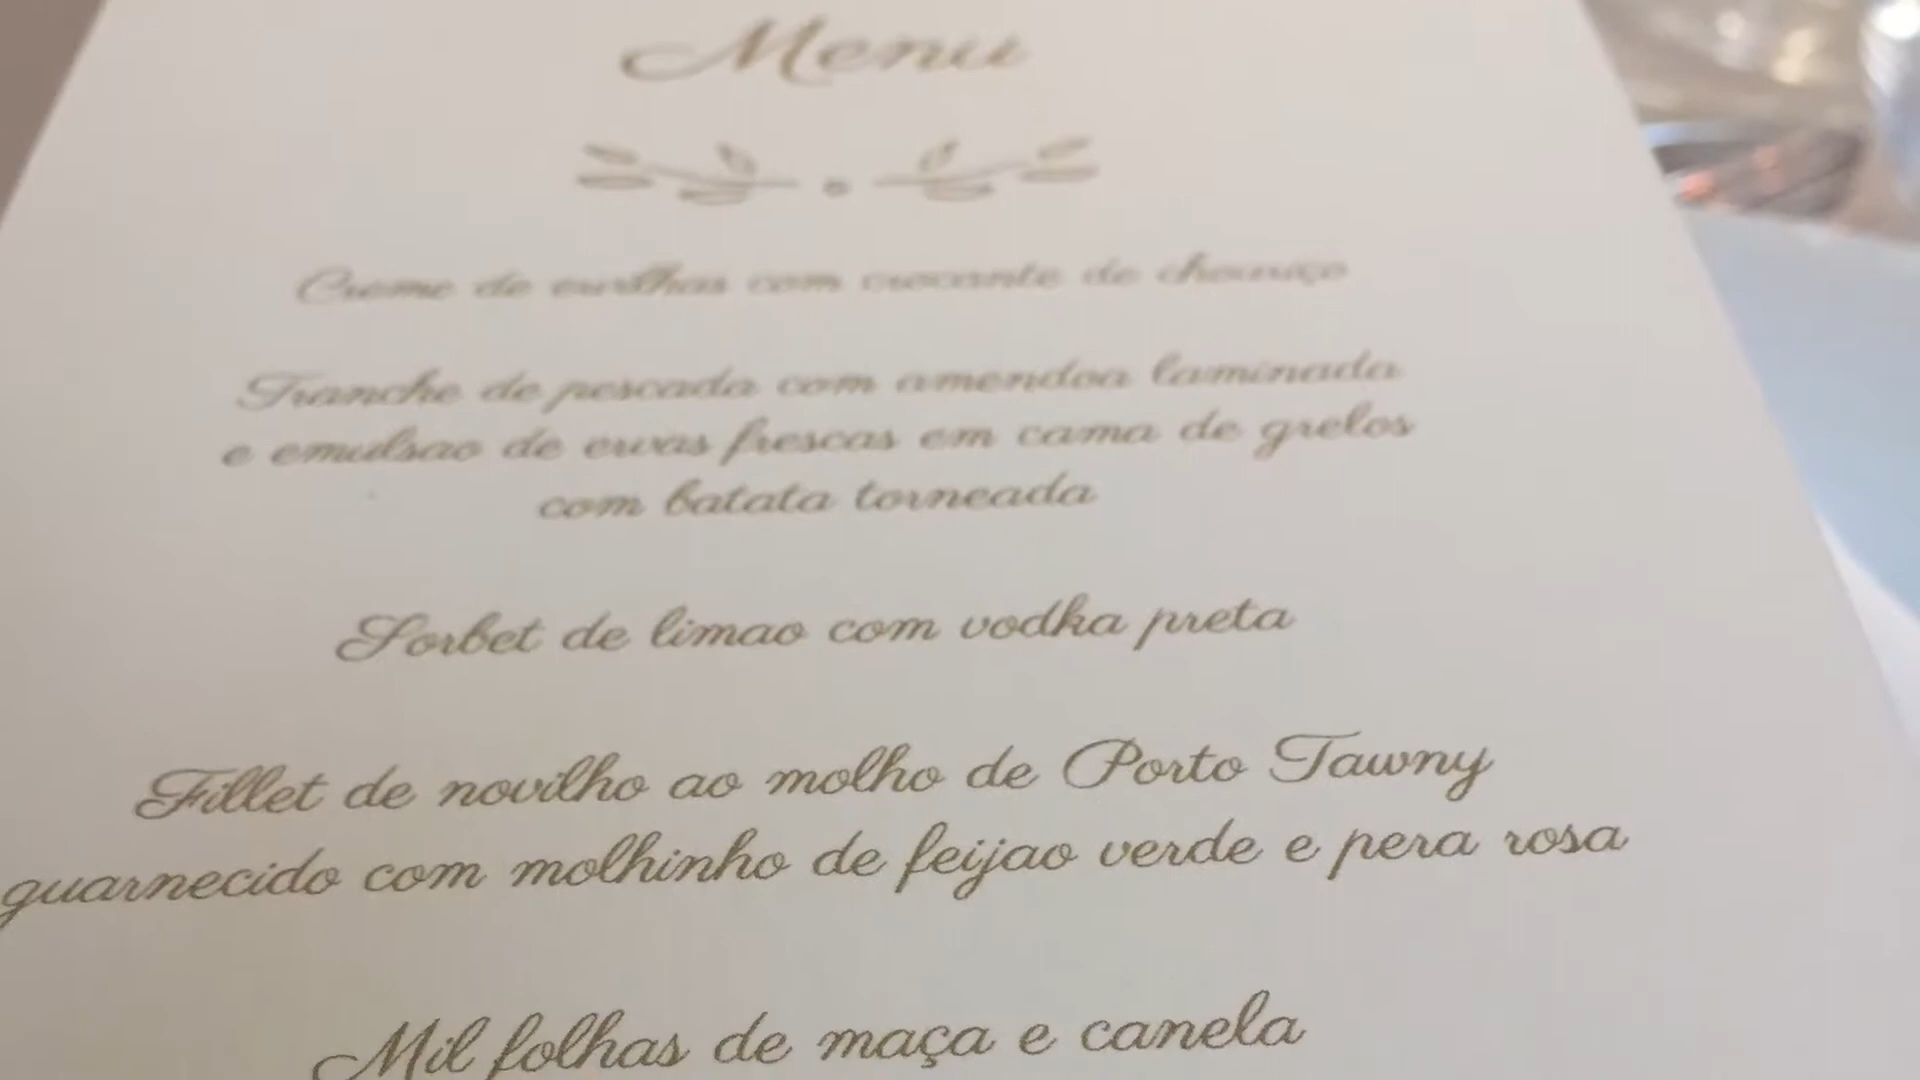 Menu
Creme de ervilhas com crocante de chouriço
Tranche de pescada com amendoa laminada
e emulsao de ervas frescas em cama de grelos
com batata torneada
Sorbet de limao com vodka preta
Fillet de novilho ao molho de Porto Tawny
guarnecido com molhinho de feijao verde e pera rosa
Mil folhas de maça e canela